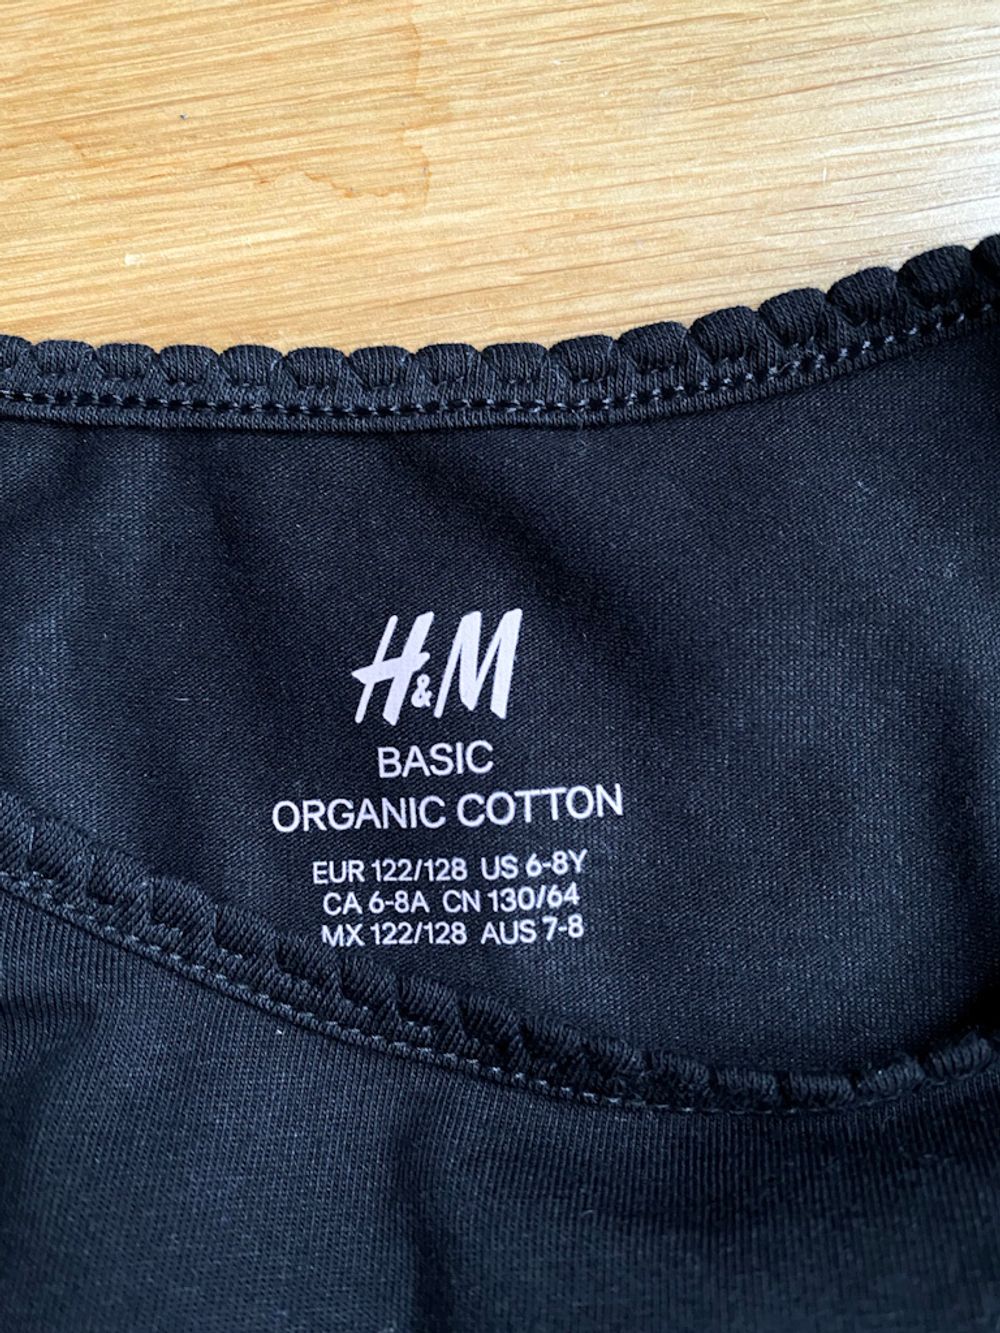 H&M
BASIC
ORGANIC COTTON
EUR 122/128 US 6-8Y
CA 6-8A CN 130/64
MX 122/128 AUS 7-8